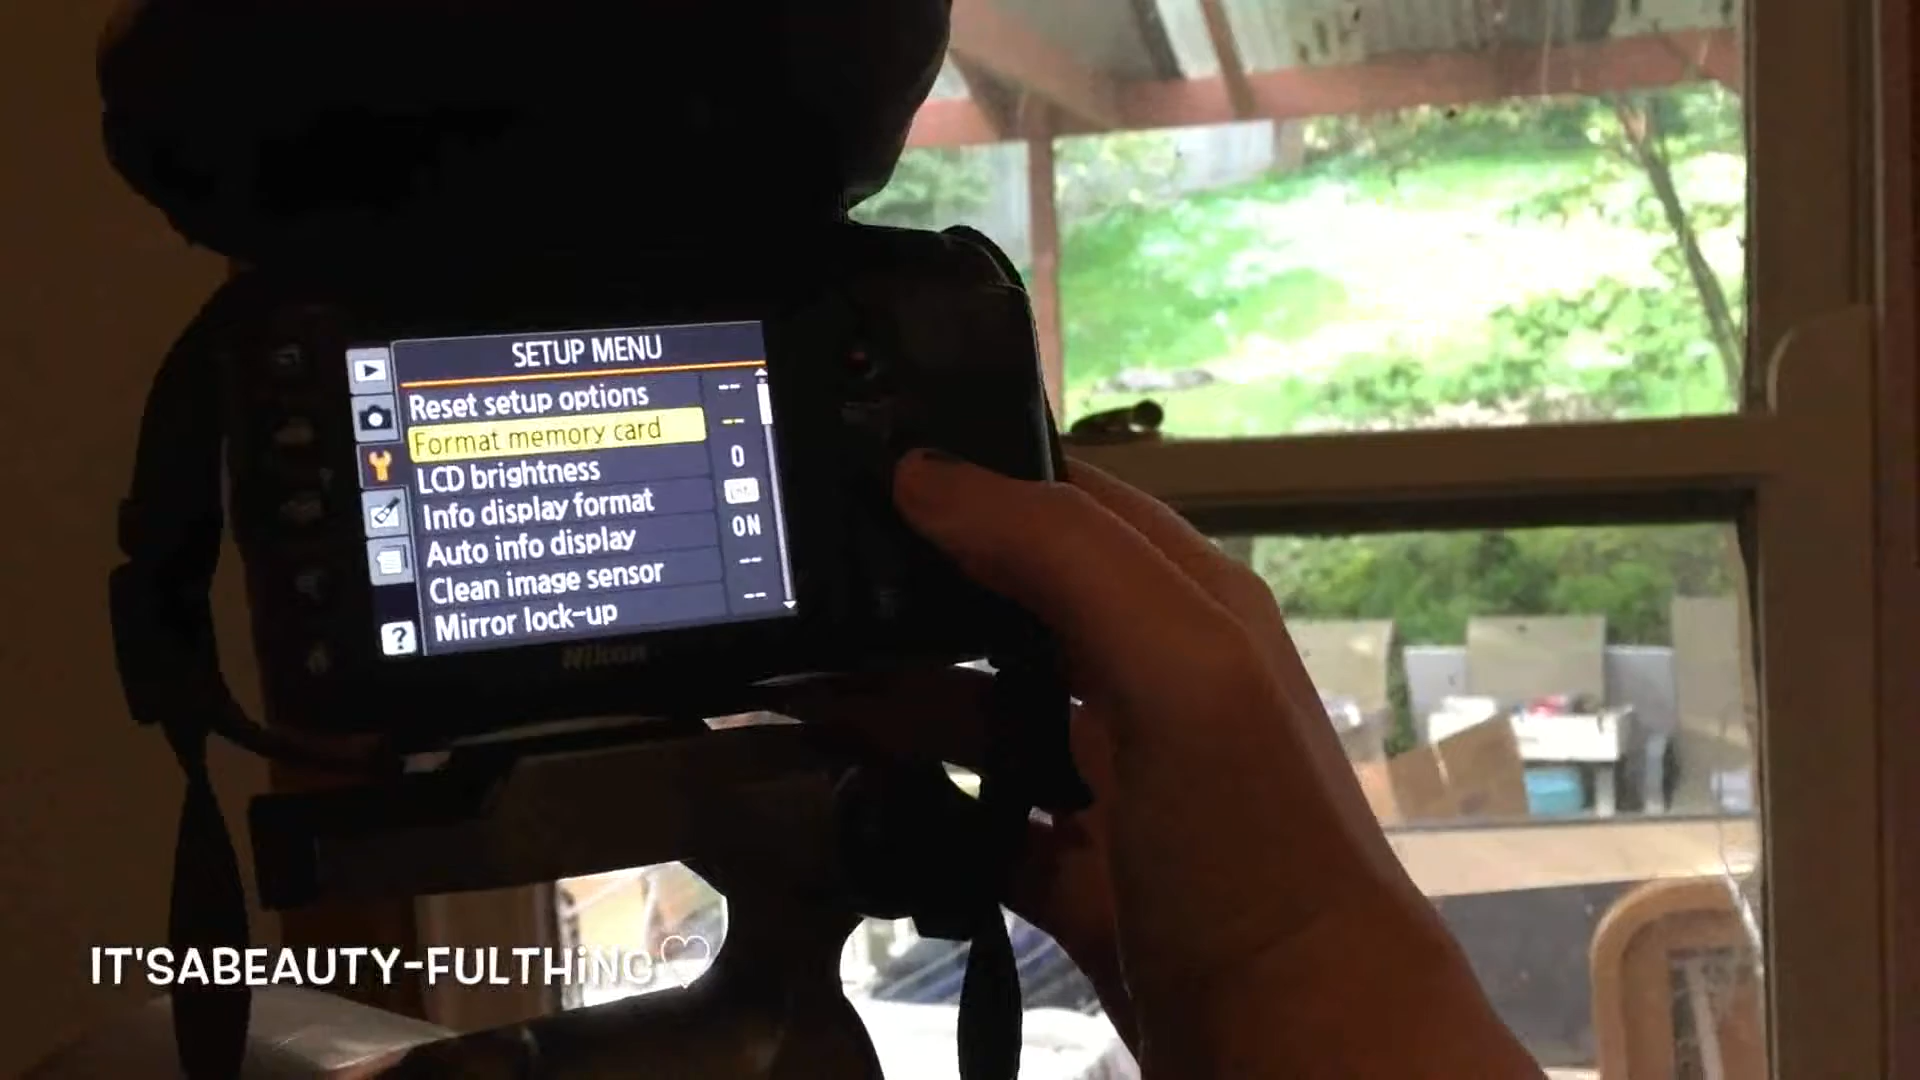 SETUP MENU
Reset setup options --
Format memory card --
LCD brightness 0
Info display format
Auto info display ON
Clean image sensor --
Mirror lock-up --
?
Nikon
IT'SABEAUTY-FULTHiNG♡